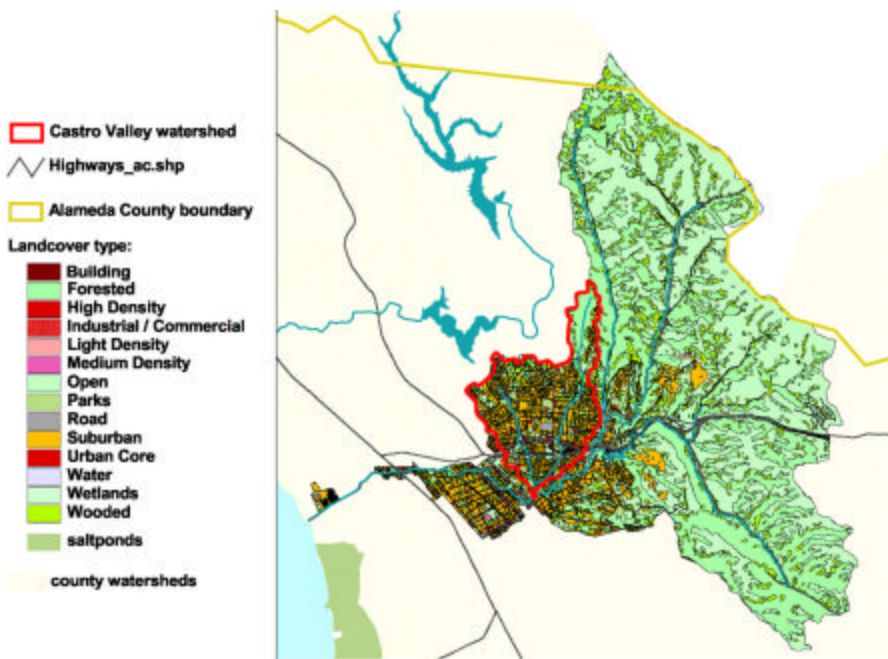 Castro Valley watershed
Highways_ac.shp
Alameda County boundary
Landcover type:
Building
Forested
High Density
Industrial / Commercial
Light Density
Medium Density
Open
Parks
Road
Suburban
Urban Core
Water
Wetlands
Wooded
saltponds
county watersheds